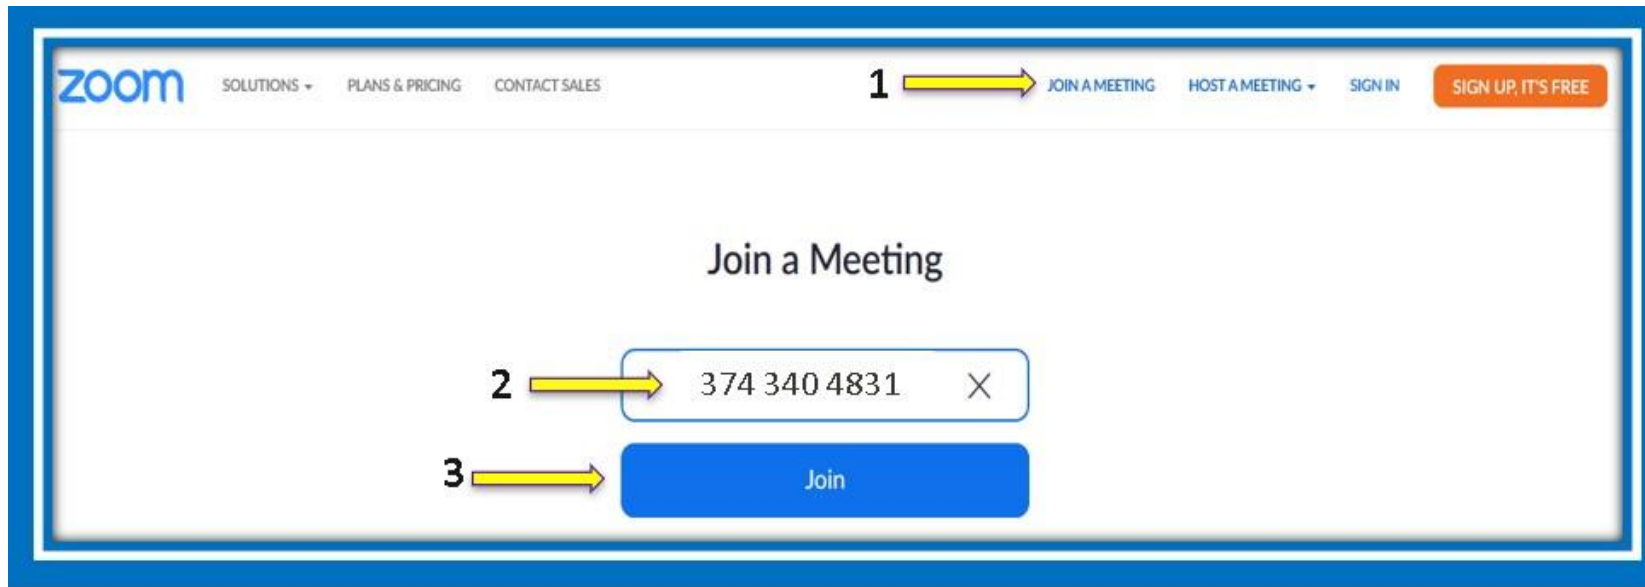 zoom SOLUTIONS PLANS & PRICING CONTACT SALES 1 JOIN A MEETING HOST A MEETING SIGN IN SIGN UP, IT'S FREE
Join a Meeting
2 374 340 4831 X
3 Join